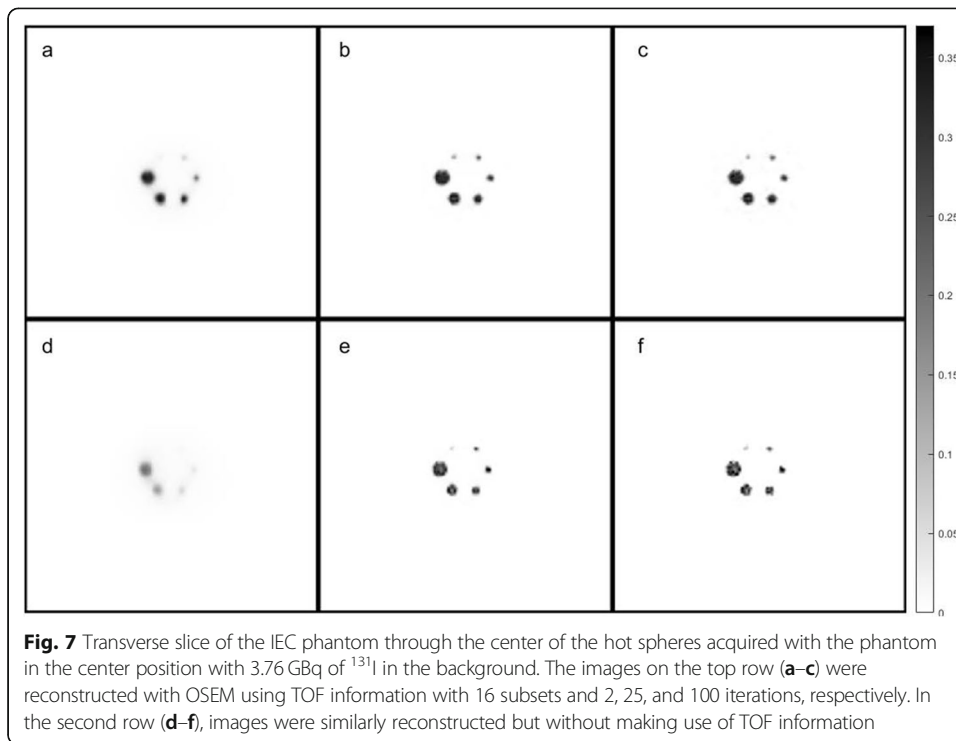 a
b
c
0.35
0.3
0.25
0.2
0.15
0.1
0.05
0
d
e
f
Fig. 7 Transverse slice of the IEC phantom through the center of the hot spheres acquired with the phantom
in the center position with 3.76 GBq of ¹³¹I in the background. The images on the top row (a–c) were
reconstructed with OSEM using TOF information with 16 subsets and 2, 25, and 100 iterations, respectively. In
the second row (d–f), images were similarly reconstructed but without making use of TOF information